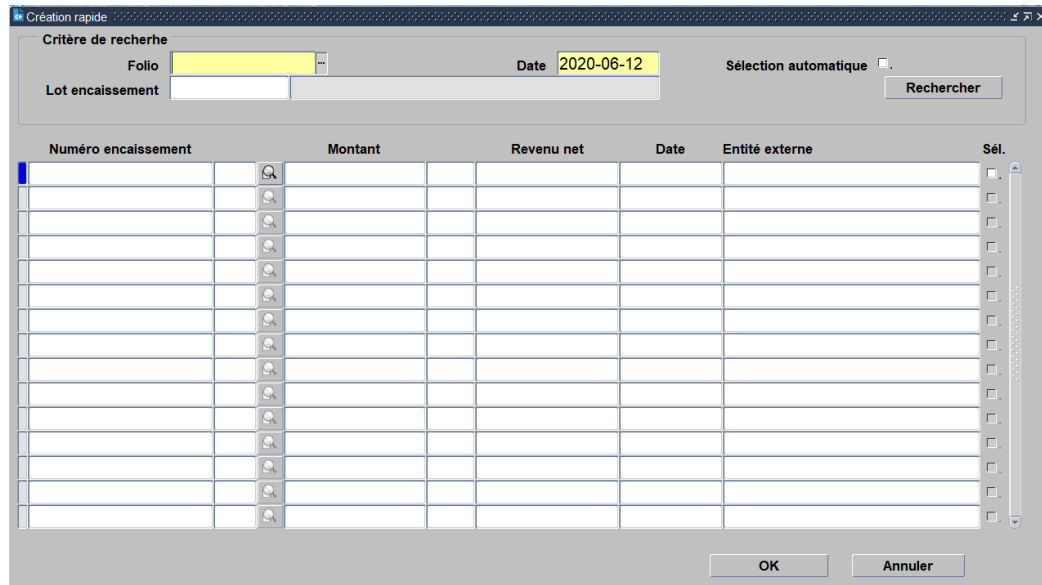 Création rapide
Critère de recherhe
Folio ... Date 2020-06-12 Sélection automatique .
Lot encaissement Rechercher
Numéro encaissement Montant Revenu net Date Entité externe Sél.
OK Annuler